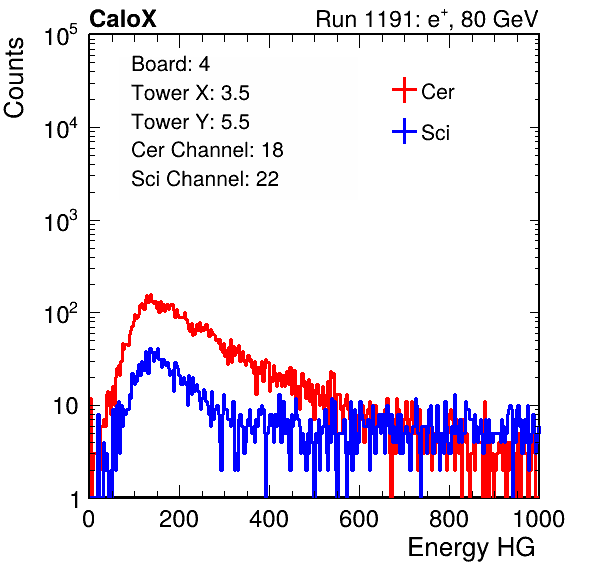 CaloX Run 1191: e⁺, 80 GeV
Counts
10⁵
10⁴
10³
10²
10
1
Board: 4
Tower X: 3.5
Tower Y: 5.5
Cer Channel: 18
Sci Channel: 22
Cer
Sci
0 200 400 600 800 1000
Energy HG